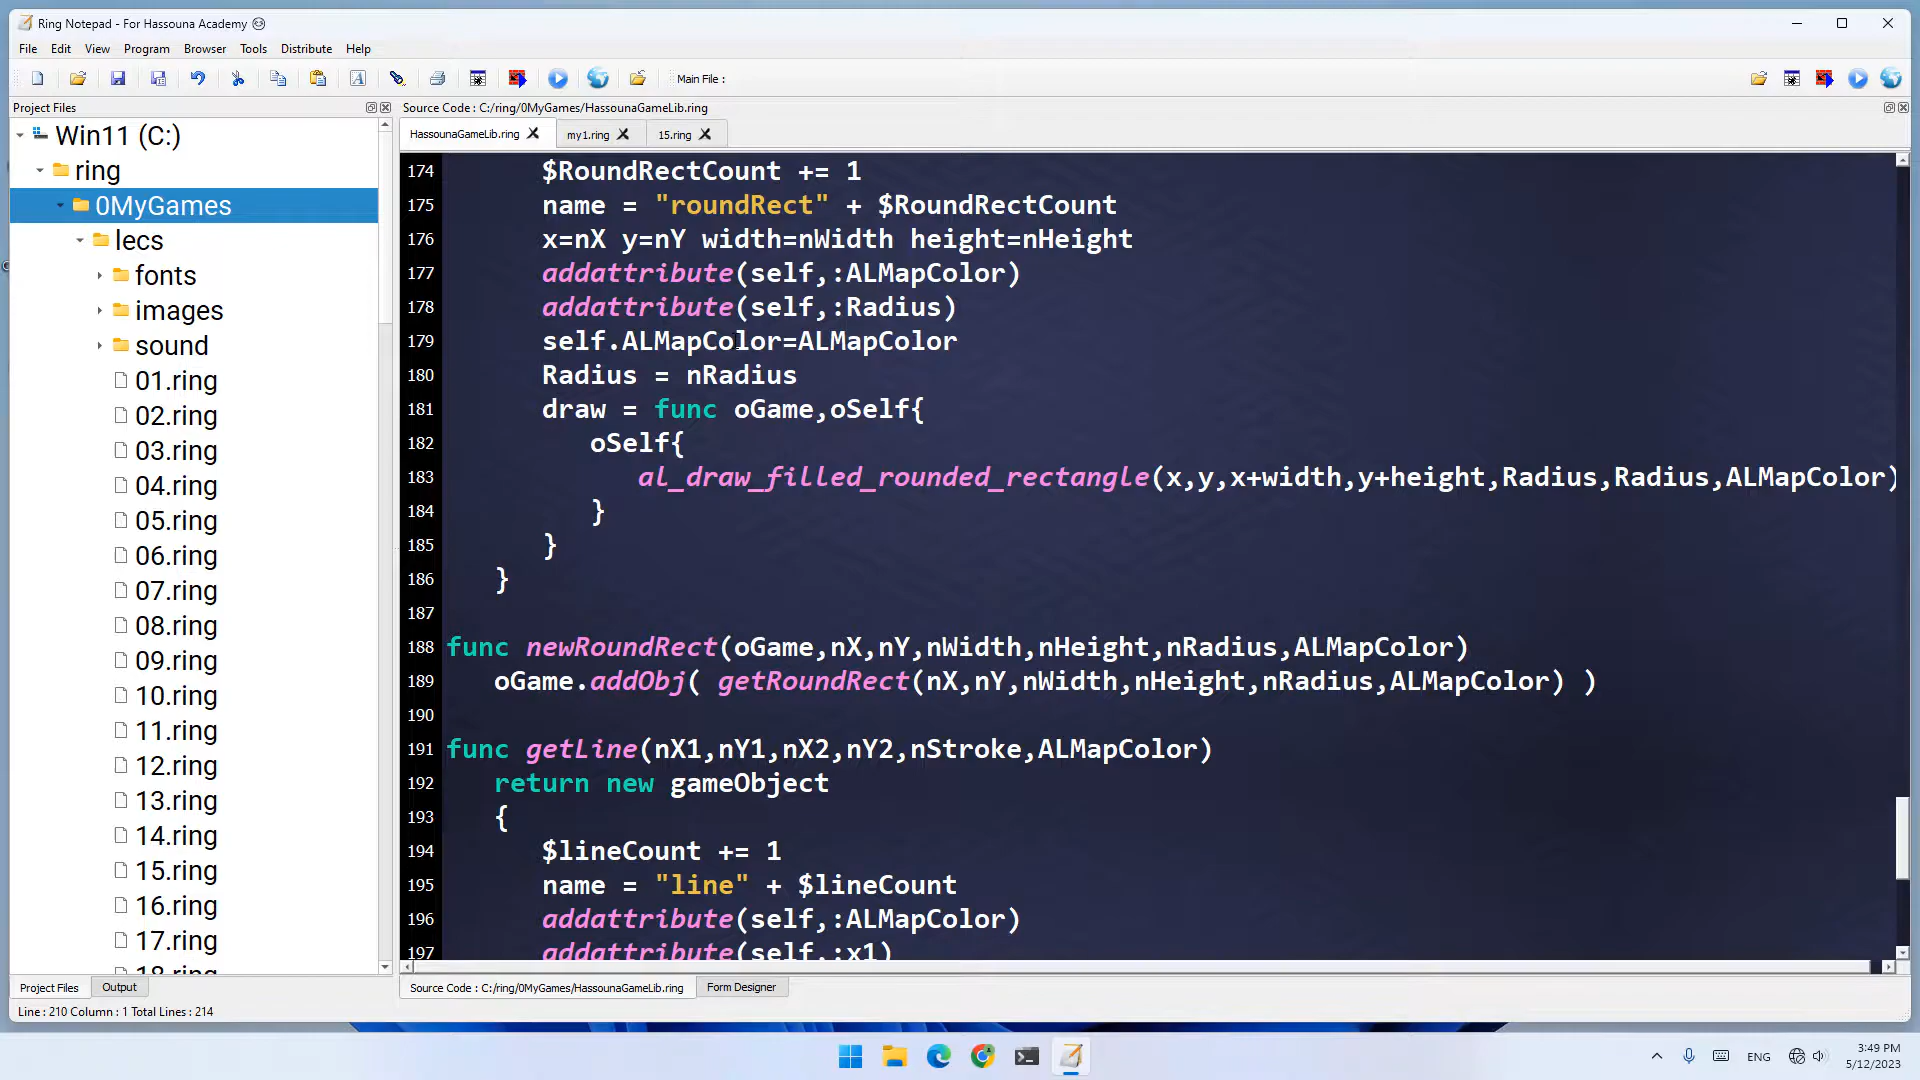 Ring Notepad - For Hassouna Academy
File Edit View Program Browser Tools Distribute Help
Main File :
Project Files
Source Code : C:/ring/0MyGames/HassounaGameLib.ring
HassounaGameLib.ring my1.ring 15.ring
Win11 (C:)
ring
0MyGames
lecs
fonts
images
sound
01.ring
02.ring
03.ring
04.ring
05.ring
06.ring
07.ring
08.ring
09.ring
10.ring
11.ring
12.ring
13.ring
14.ring
15.ring
16.ring
17.ring
18.ring
174 $RoundRectCount += 1
175 name = "roundRect" + $RoundRectCount
176 x=nX y=nY width=nWidth height=nHeight
177 addattribute(self,:ALMapColor)
178 addattribute(self,:Radius)
179 self.ALMapColor=ALMapColor
180 Radius = nRadius
181 draw = func oGame,oSelf{
182 oSelf{
183 al_draw_filled_rounded_rectangle(x,y,x+width,y+height,Radius,Radius,ALMapColor)
184 }
185 }
186 }
187
188 func newRoundRect(oGame,nX,nY,nWidth,nHeight,nRadius,ALMapColor)
189 oGame.addObj( getRoundRect(nX,nY,nWidth,nHeight,nRadius,ALMapColor) )
190
191 func getLine(nX1,nY1,nX2,nY2,nStroke,ALMapColor)
192 return new gameObject
193 {
194 $lineCount += 1
195 name = "line" + $lineCount
196 addattribute(self,:ALMapColor)
197 addattribute(self,:x1)
Project Files Output
Source Code : C:/ring/0MyGames/HassounaGameLib.ring Form Designer
Line : 210 Column : 1 Total Lines : 214
ENG
3:49 PM
5/12/2023